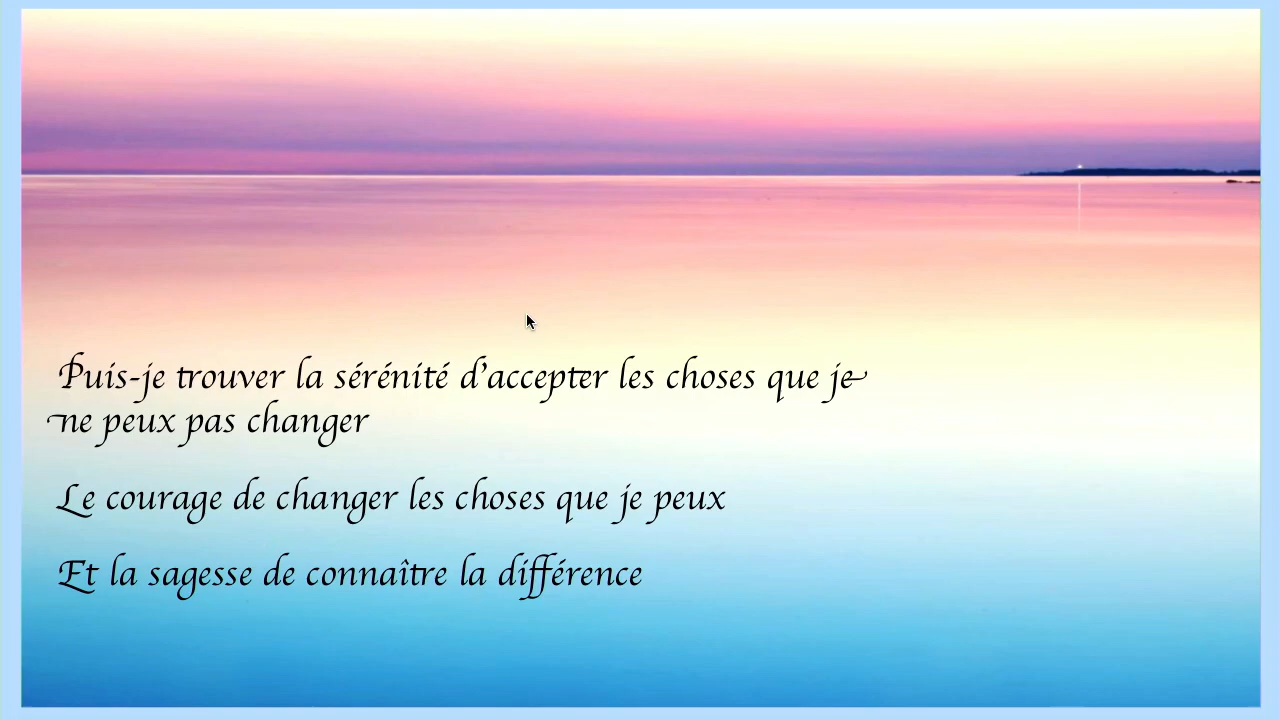 Puis-je trouver la sérénité d'accepter les choses que je
ne peux pas changer
Le courage de changer les choses que je peux
Et la sagesse de connaître la différence